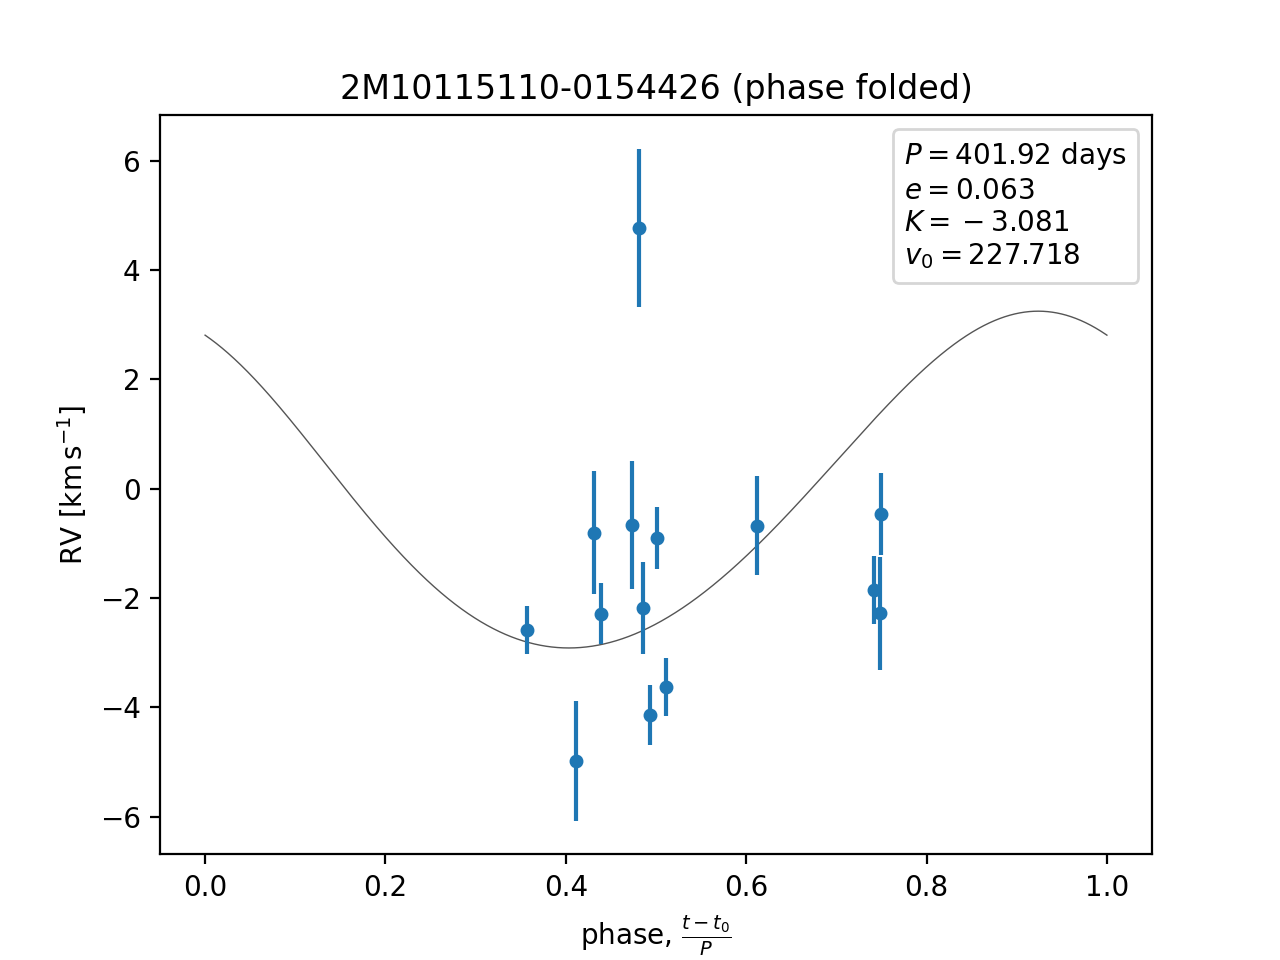 2M10115110-0154426 (phase folded)
P = 401.92 days
e = 0.063
K = −3.081
v₀ = 227.718
RV [km s⁻¹]
6
4
2
0
−2
−4
−6
0.0 0.2 0.4 0.6 0.8 1.0
phase, (t − t₀)/P